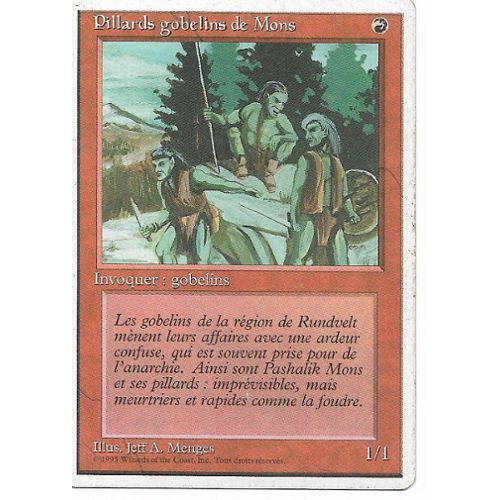 Pillards gobelins de Mons
Invoquer : gobelins
Les gobelins de la région de Rundvelt
mènent leurs affaires avec une ardeur
confuse, qui est souvent prise pour de
l'anarchie. Ainsi sont Pashalik Mons
et ses pillards : imprévisibles, mais
meurtriers et rapides comme la foudre.
Illus. Jeff A. Menges
©1995 Wizards of the Coast, Inc. Tous droits réservés.
1/1